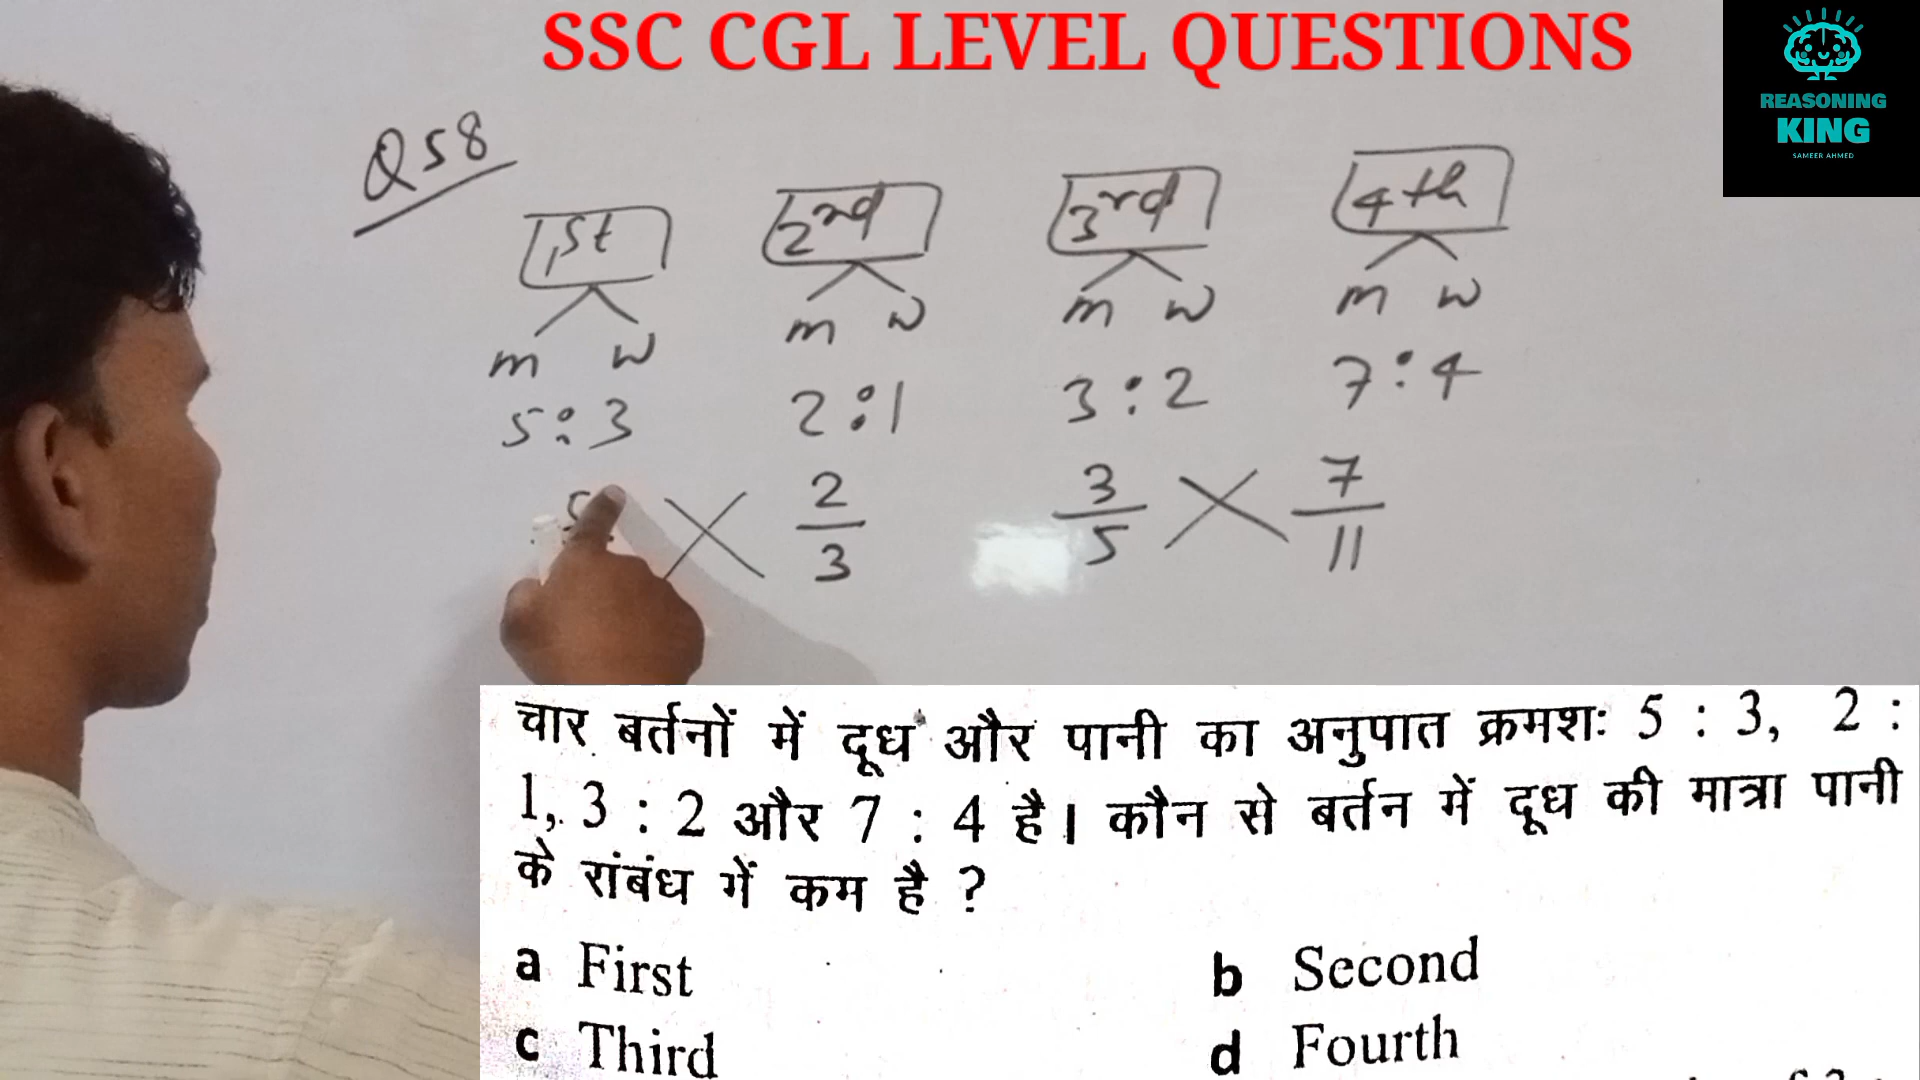 SSC CGL LEVEL QUESTIONS
REASONING
KING
SAMEER AHMED
Q58
1st 2nd 3rd 4th
m w m w m w m w
5:3 2:1 3:2 7:4
5 2/3 3/5 7/11
चार बर्तनों में दूध और पानी का अनुपात क्रमशः 5 : 3, 2 :
1, 3 : 2 और 7 : 4 है। कौन से बर्तन में दूध की मात्रा पानी
के संबंध में कम है ?
a First b Second
c Third d Fourth